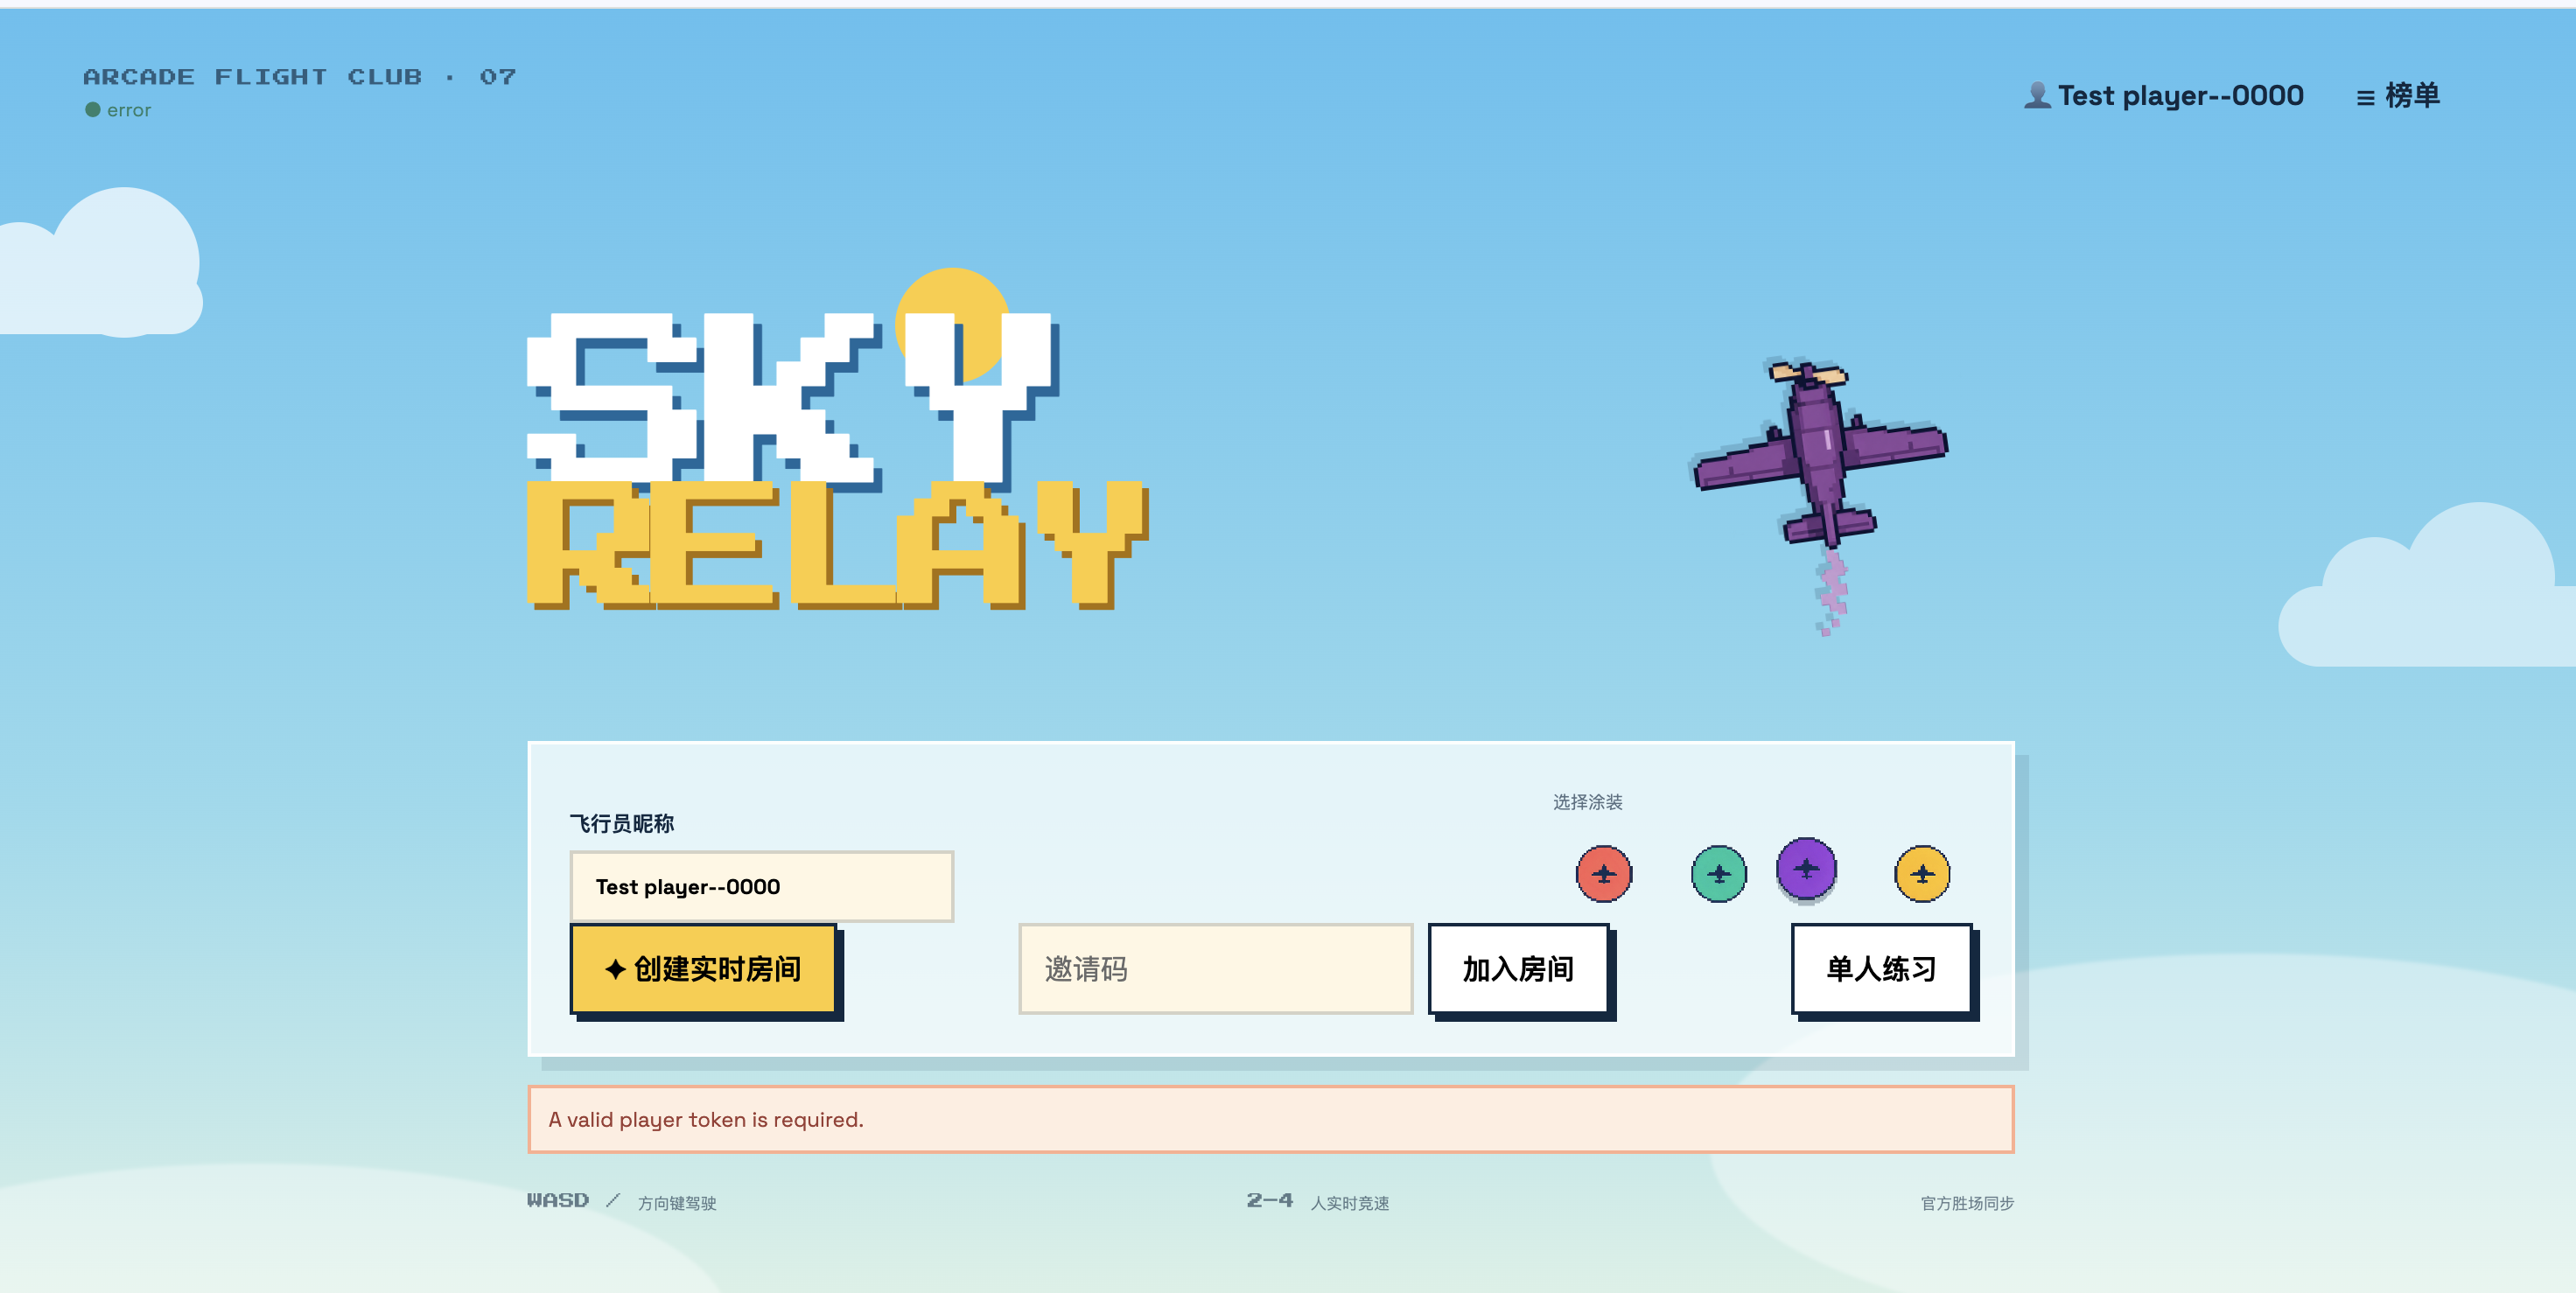 ARCADE FLIGHT CLUB · 07
error
Test player--0000
≡ 榜单
SKY
RELAY
选择涂装
飞行员昵称
Test player--0000
✦ 创建实时房间
邀请码
加入房间
单人练习
A valid player token is required.
WASD / 方向键驾驶
2—4 人实时竞速
官方胜场同步